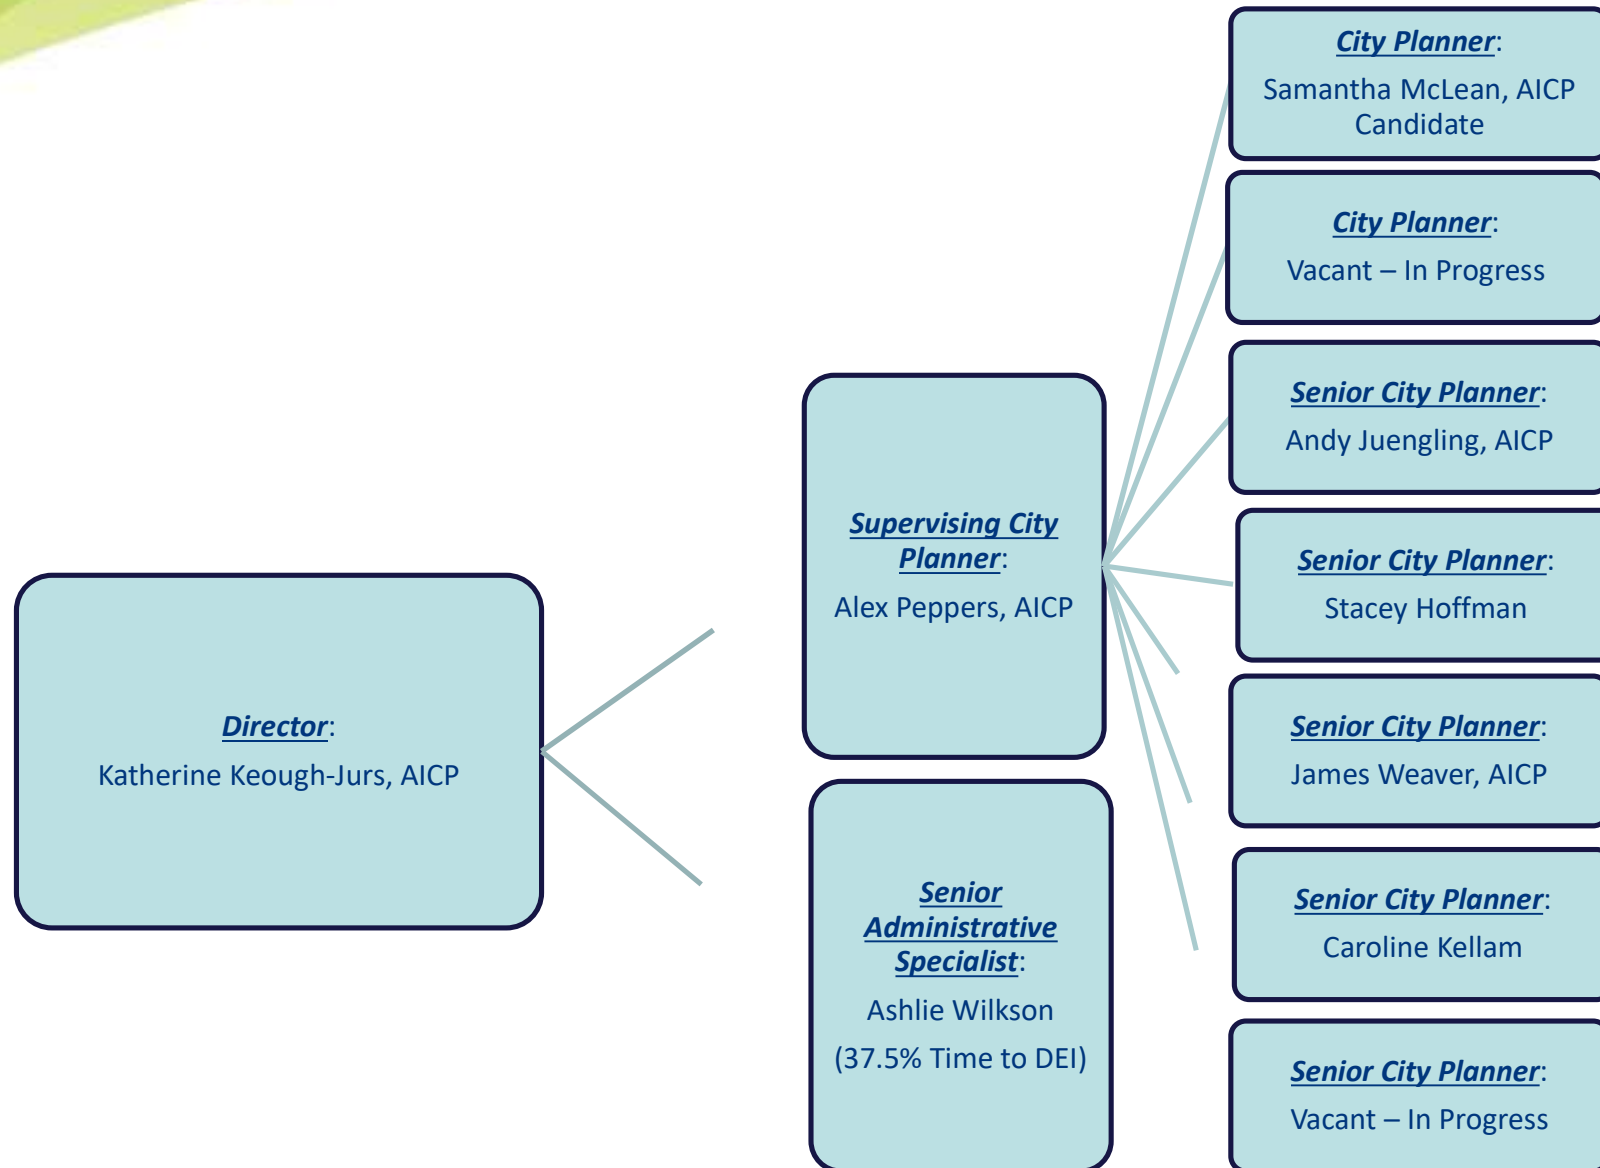 Director:
Katherine Keough-Jurs, AICP
Supervising City
Planner:
Alex Peppers, AICP
Senior
Administrative
Specialist:
Ashlie Wilkson
(37.5% Time to DEI)
City Planner:
Samantha McLean, AICP
Candidate
City Planner:
Vacant – In Progress
Senior City Planner:
Andy Juengling, AICP
Senior City Planner:
Stacey Hoffman
Senior City Planner:
James Weaver, AICP
Senior City Planner:
Caroline Kellam
Senior City Planner:
Vacant – In Progress